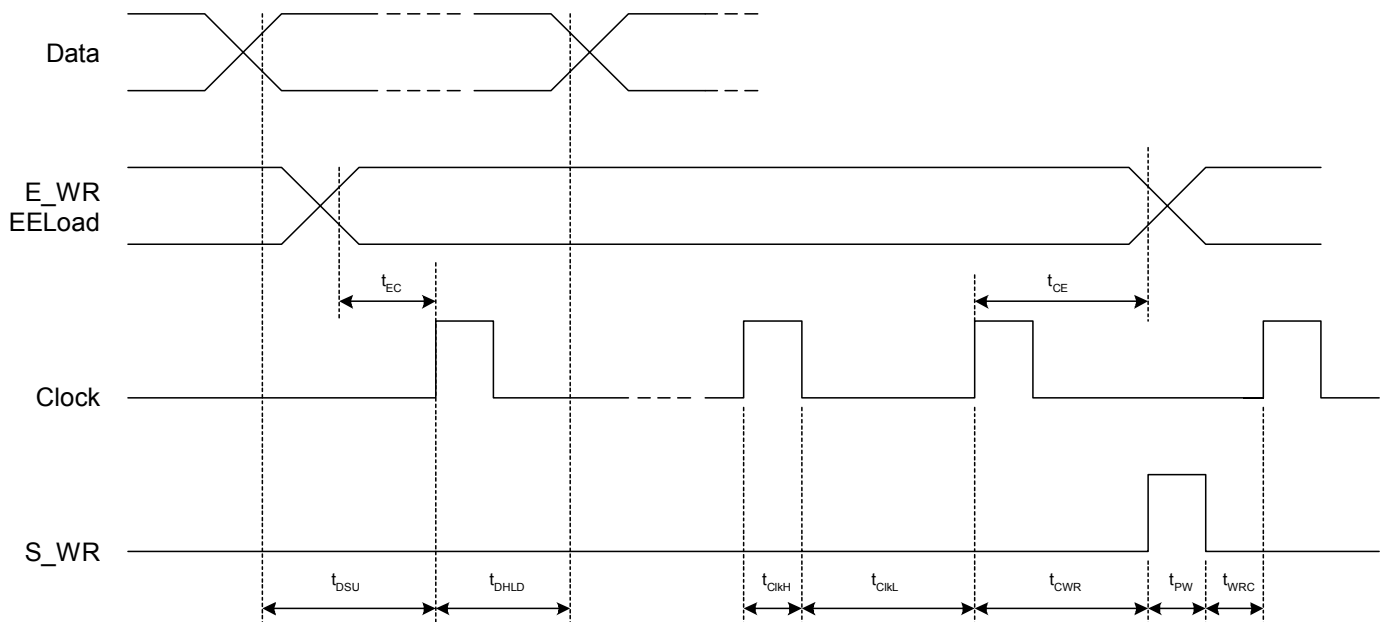 Data
E_WR
EELoad
tEC
tCE
Clock
S_WR
tDSU
tDHLD
tClkH
tClkL
tCWR
tPW
tWRC